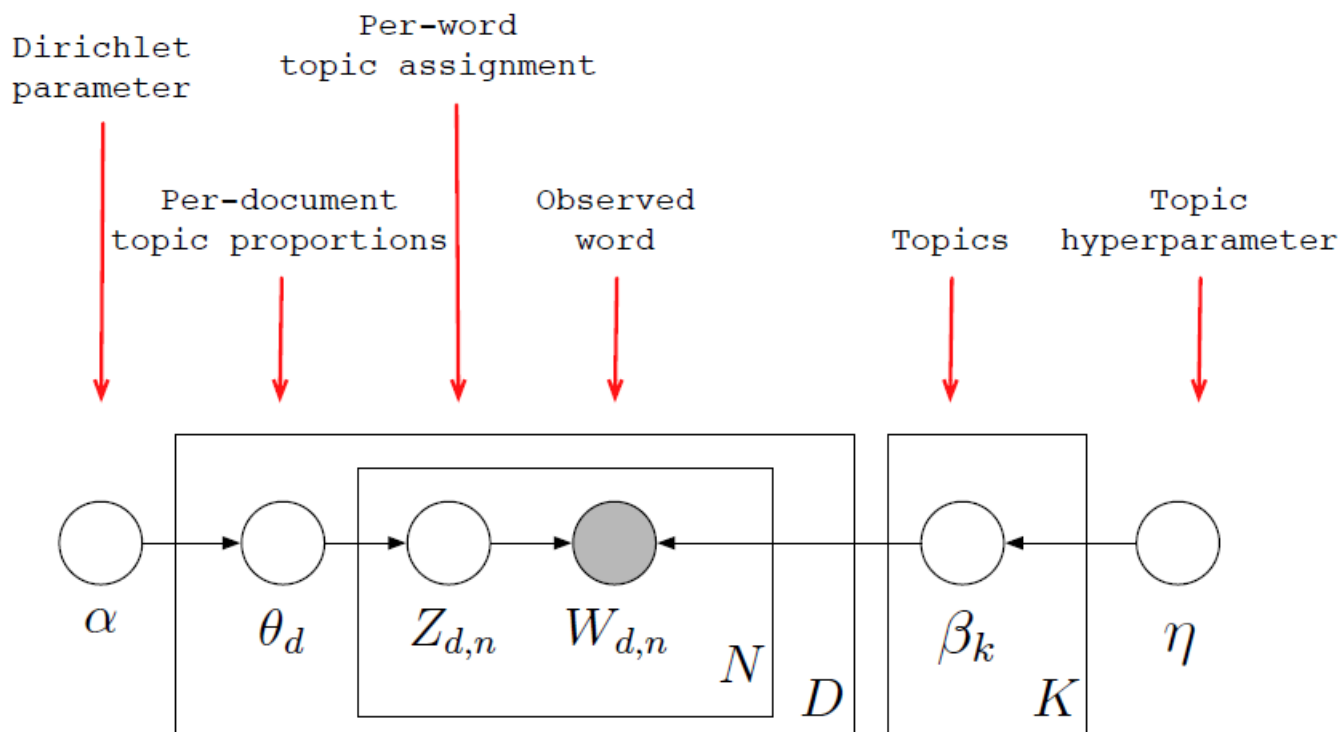 Dirichlet
parameter
Per-word
topic assignment
Per-document
topic proportions
Observed
word
Topics
Topic
hyperparameter
α
θ_d
Z_{d,n}
W_{d,n}
N
D
β_k
K
η